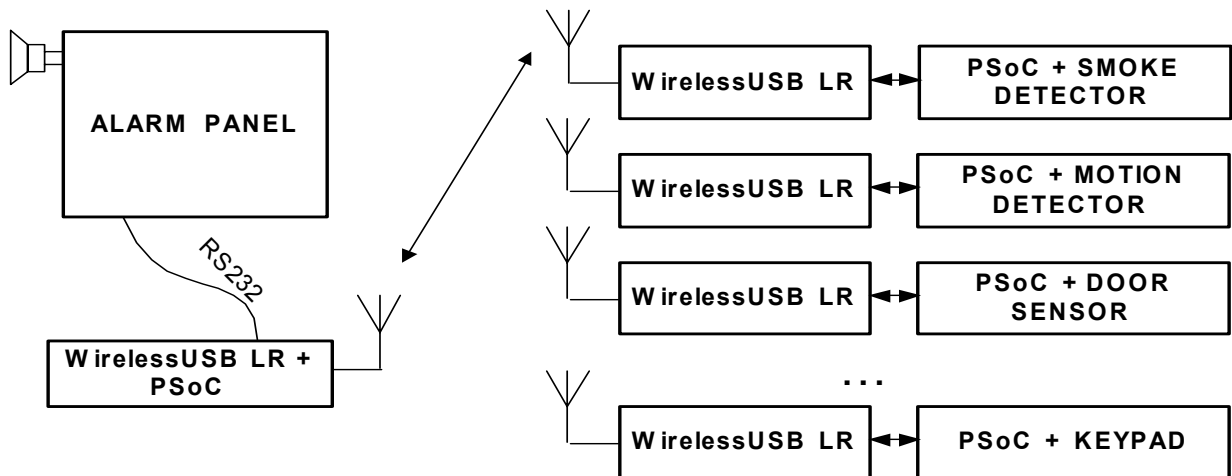 ALARM PANEL
RS232
WirelessUSB LR +
PSoC
WirelessUSB LR
PSoC + SMOKE
DETECTOR
WirelessUSB LR
PSoC + MOTION
DETECTOR
WirelessUSB LR
PSoC + DOOR
SENSOR
...
WirelessUSB LR
PSoC + KEYPAD